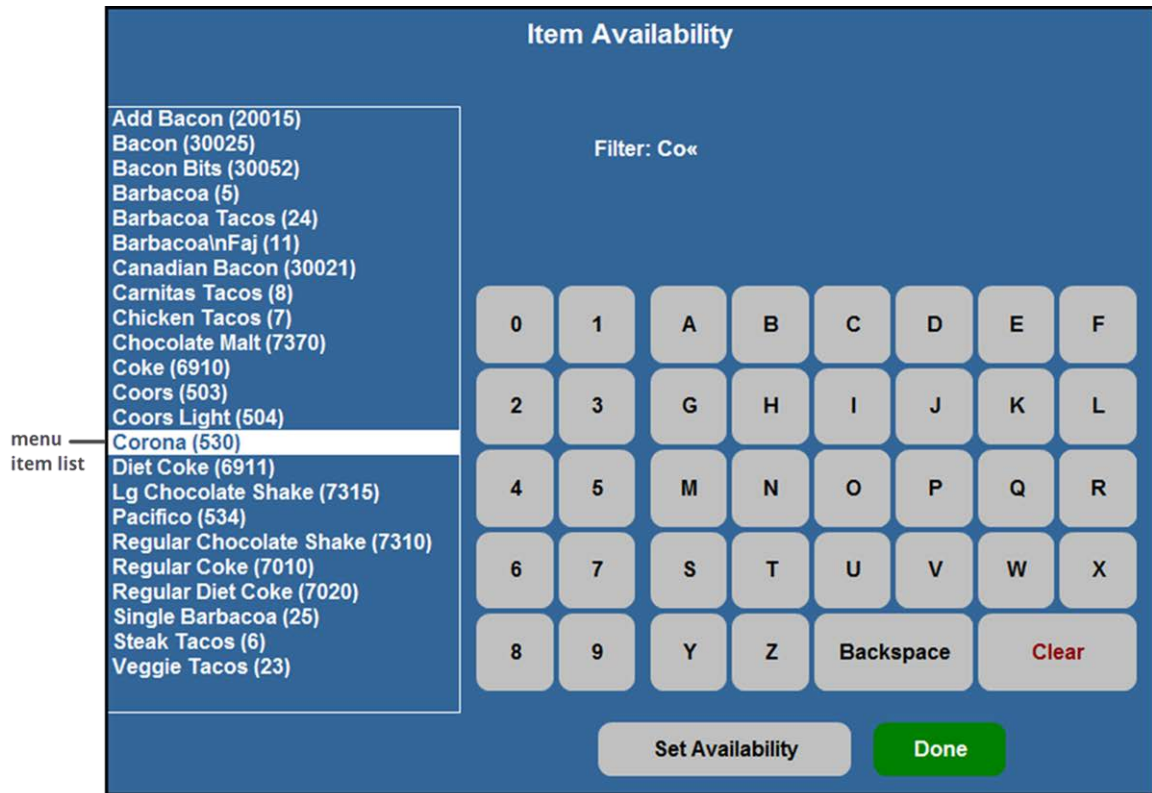 Item Availability
Add Bacon (20015)
Bacon (30025)
Bacon Bits (30052)
Barbacoa (5)
Barbacoa Tacos (24)
Barbacoa\nFaj (11)
Canadian Bacon (30021)
Carnitas Tacos (8)
Chicken Tacos (7)
Chocolate Malt (7370)
Coke (6910)
Coors (503)
Coors Light (504)
Corona (530)
Diet Coke (6911)
Lg Chocolate Shake (7315)
Pacifico (534)
Regular Chocolate Shake (7310)
Regular Coke (7010)
Regular Diet Coke (7020)
Single Barbacoa (25)
Steak Tacos (6)
Veggie Tacos (23)
menu
item list
Filter: Co«
0 1 A B C D E F
2 3 G H I J K L
4 5 M N O P Q R
6 7 S T U V W X
8 9 Y Z Backspace Clear
Set Availability Done